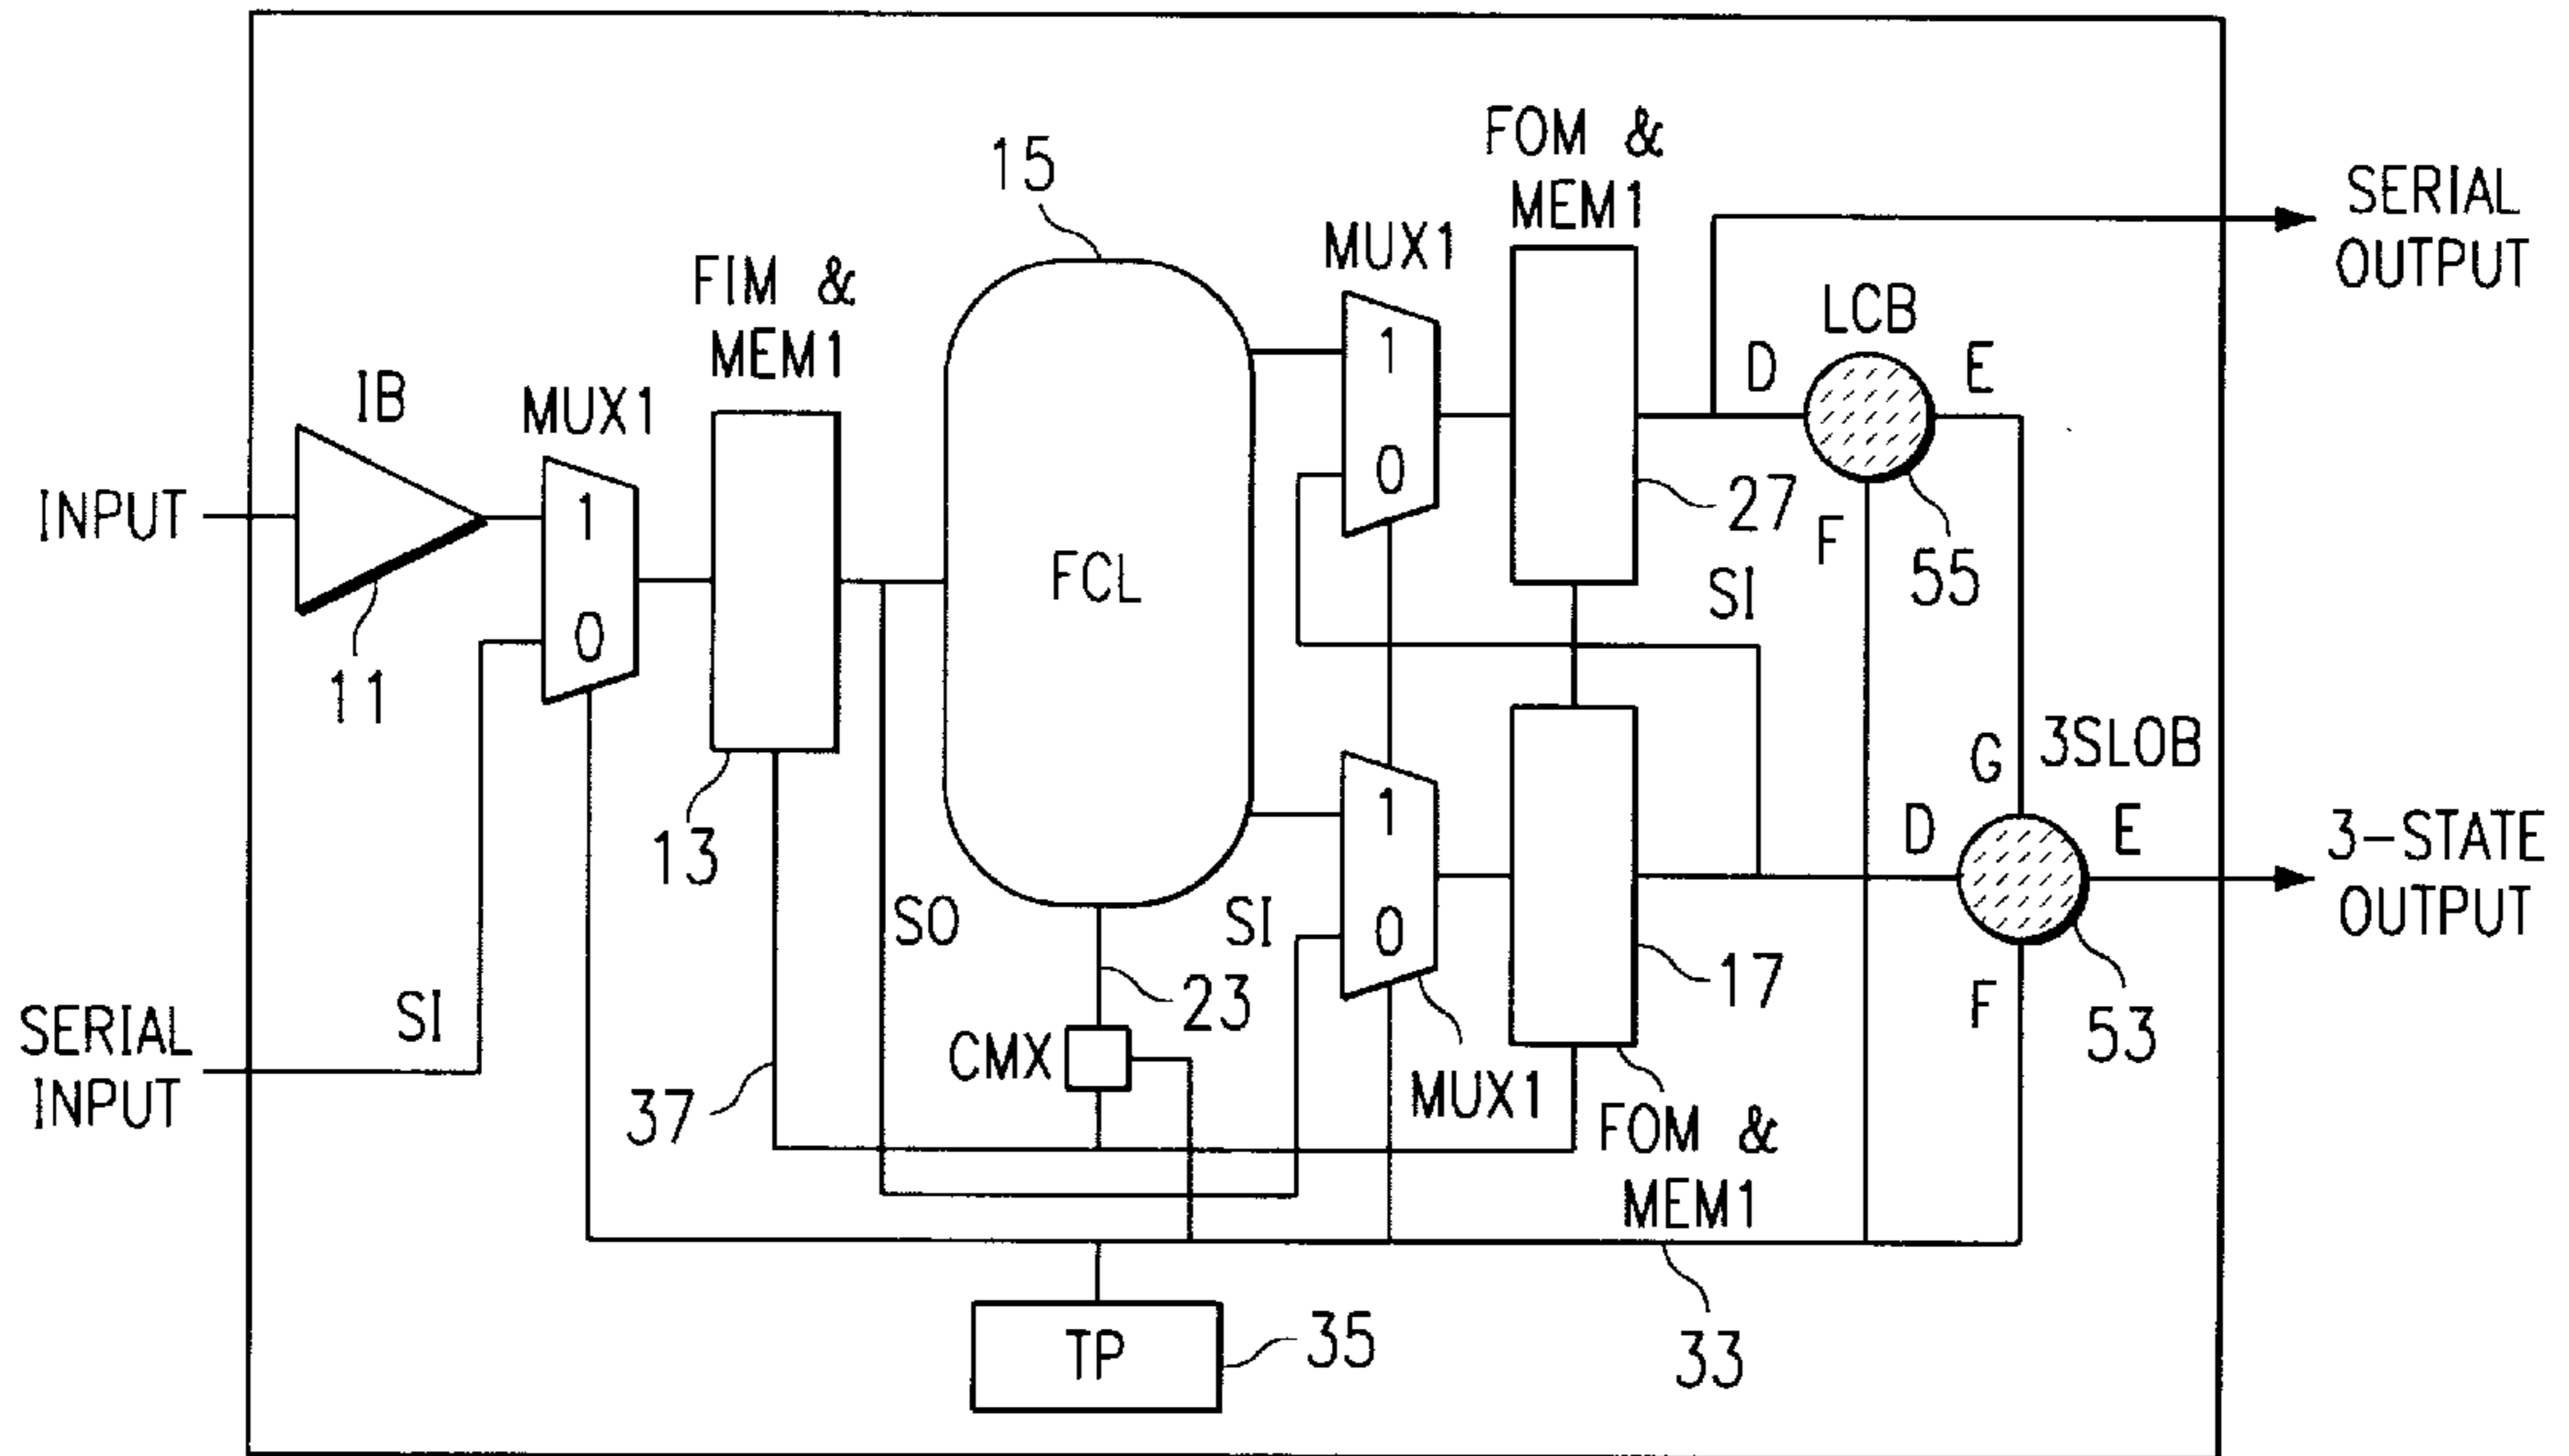 FOM &
MEM1
15
SERIAL
OUTPUT
MUX1
FIM &
MEM1
LCB
1
D
E
IB
MUX1
0
27
INPUT
1
F
55
FCL
SI
0
11
3SLOB
G
13
1
D
E
3-STATE
OUTPUT
SO
SI
0
17
SI
23
F
53
SERIAL
INPUT
CMX
37
MUX1
FOM &
MEM1
TP
35
33